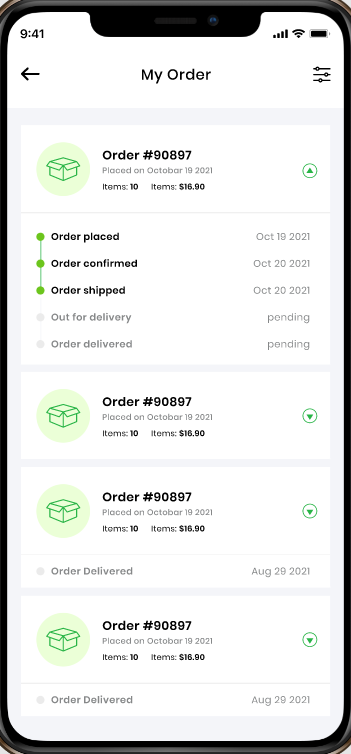 9:41
My Order
Order #90897
Placed on Octobar 19 2021
Items: 10 Items: $16.90
Order placed Oct 19 2021
Order confirmed Oct 20 2021
Order shipped Oct 20 2021
Out for delivery pending
Order delivered pending
Order #90897
Placed on Octobar 19 2021
Items: 10 Items: $16.90
Order #90897
Placed on Octobar 19 2021
Items: 10 Items: $16.90
Order Delivered Aug 29 2021
Order #90897
Placed on Octobar 19 2021
Items: 10 Items: $16.90
Order Delivered Aug 29 2021